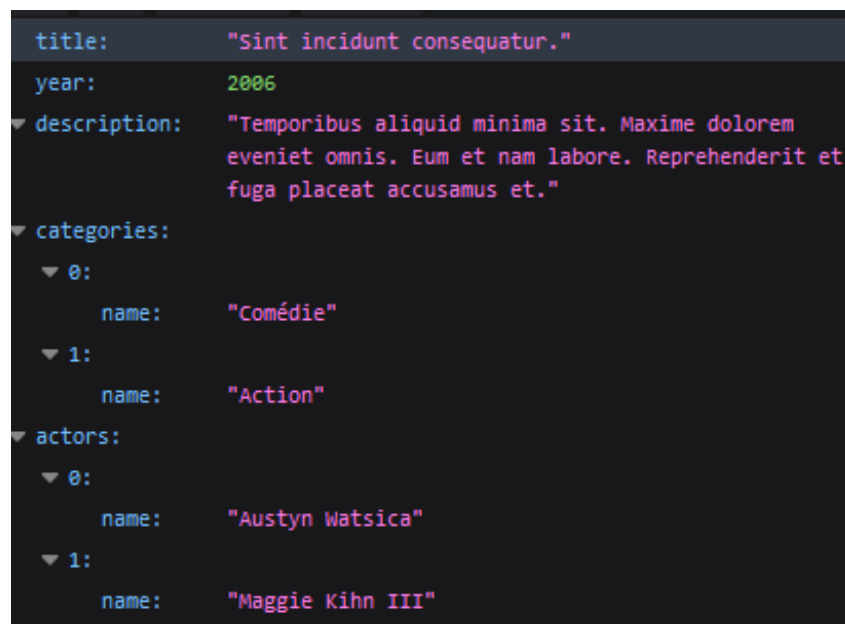 title: "Sint incidunt consequatur."
year: 2006
description: "Temporibus aliquid minima sit. Maxime dolorem
eveniet omnis. Eum et nam labore. Reprehenderit et
fuga placeat accusamus et."
categories:
0:
name: "Comédie"
1:
name: "Action"
actors:
0:
name: "Austyn Watsica"
1:
name: "Maggie Kihn III"